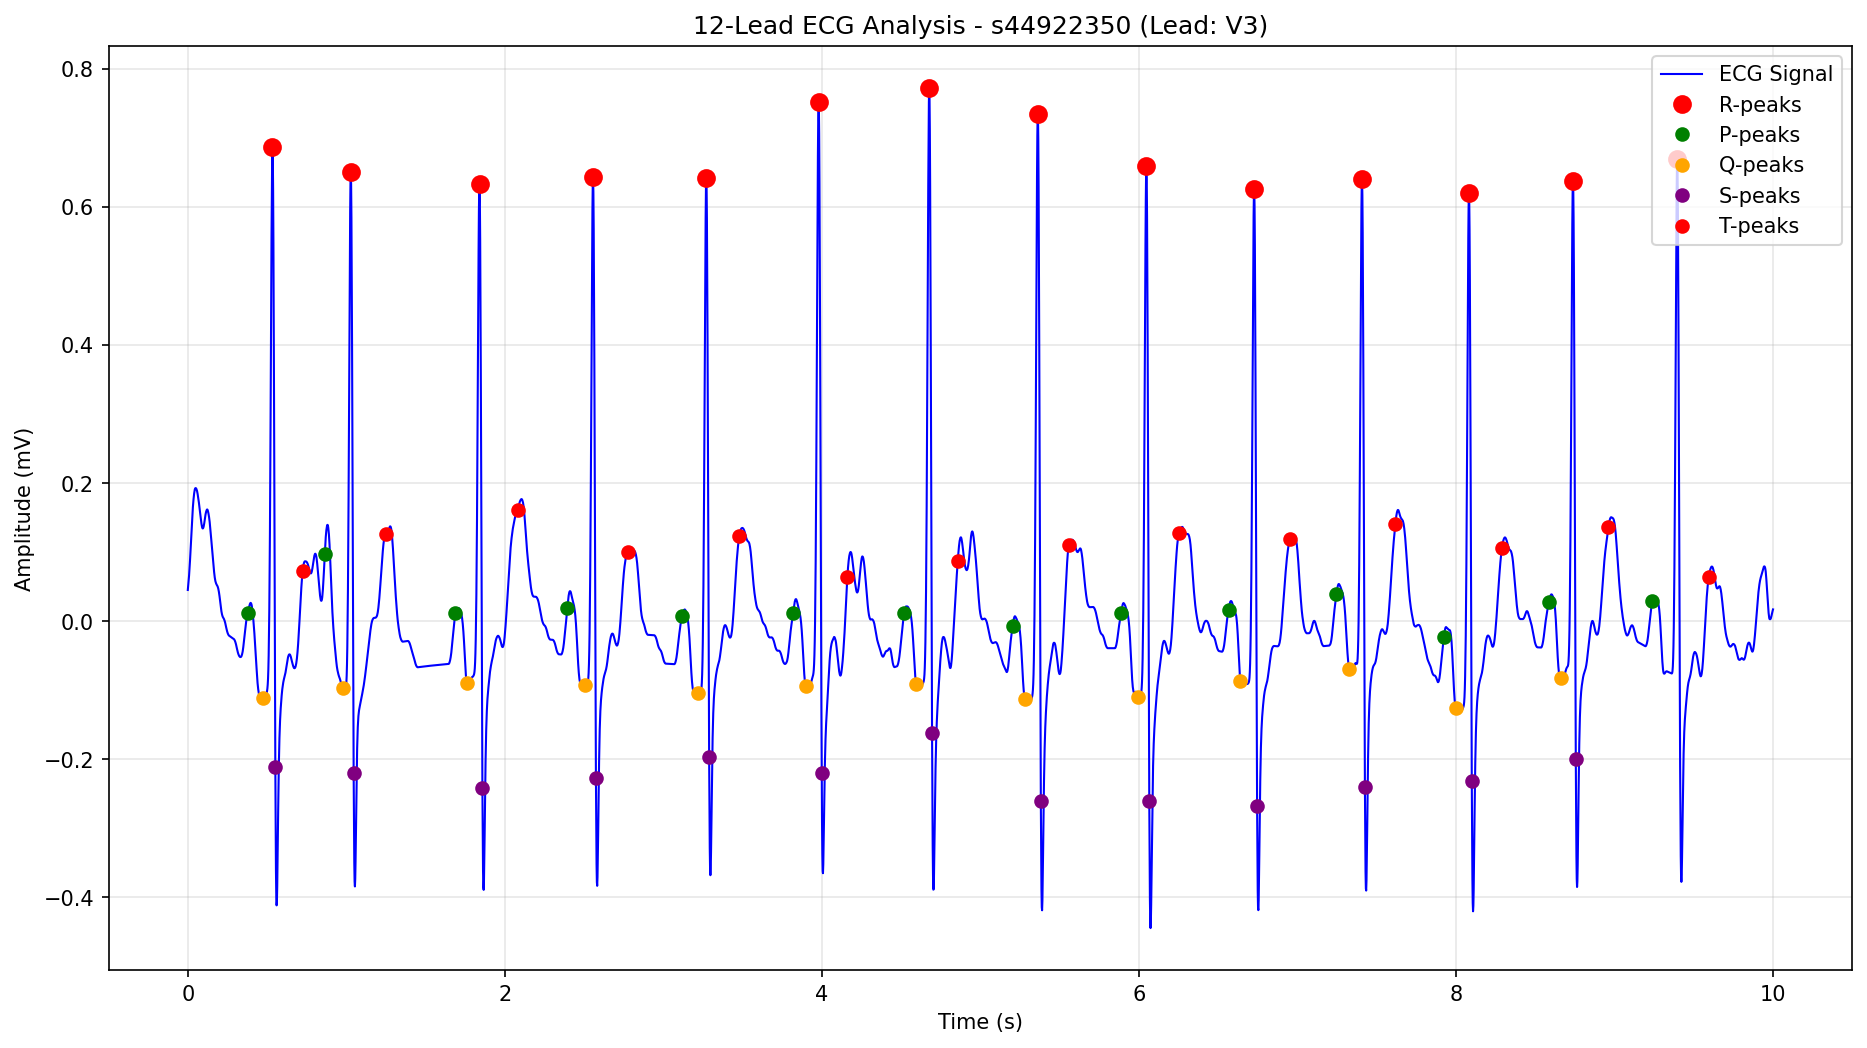 12-Lead ECG Analysis - s44922350 (Lead: V3)
ECG Signal
R-peaks
P-peaks
Q-peaks
S-peaks
T-peaks
Amplitude (mV)
0.8
0.6
0.4
0.2
0.0
−0.2
−0.4
0 2 4 6 8 10
Time (s)